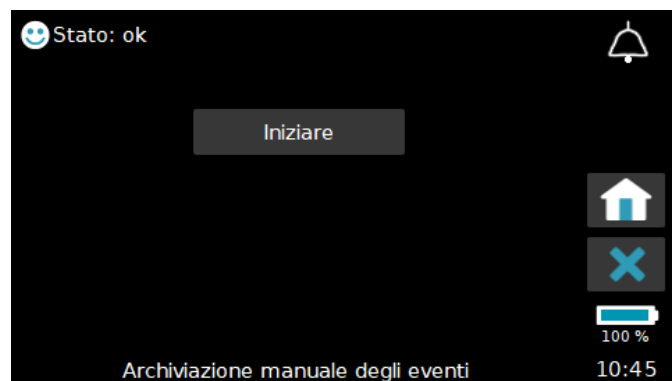 Stato: ok
Iniziare
100 %
Archiviazione manuale degli eventi
10:45